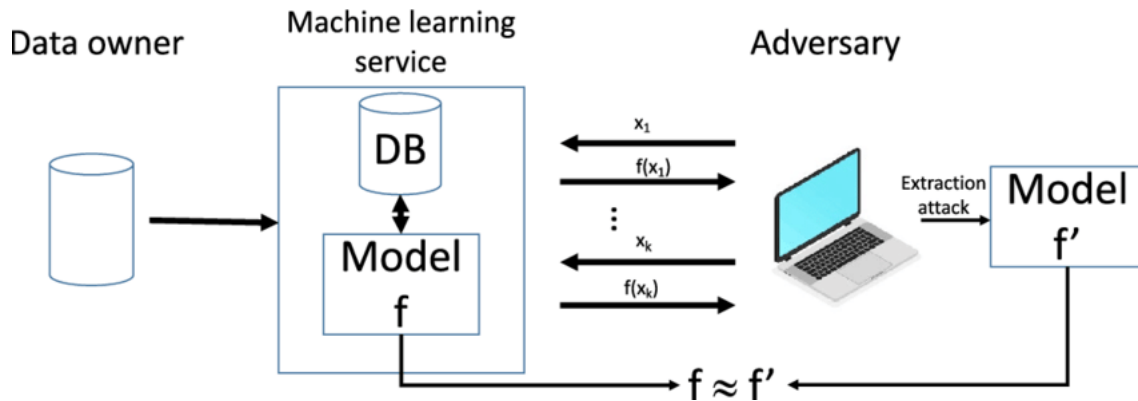 Data owner
Machine learning
service
Adversary
DB
Model
f
x₁
f(x₁)
⋮
xₖ
f(xₖ)
Extraction
attack
Model
f’
f ≈ f’